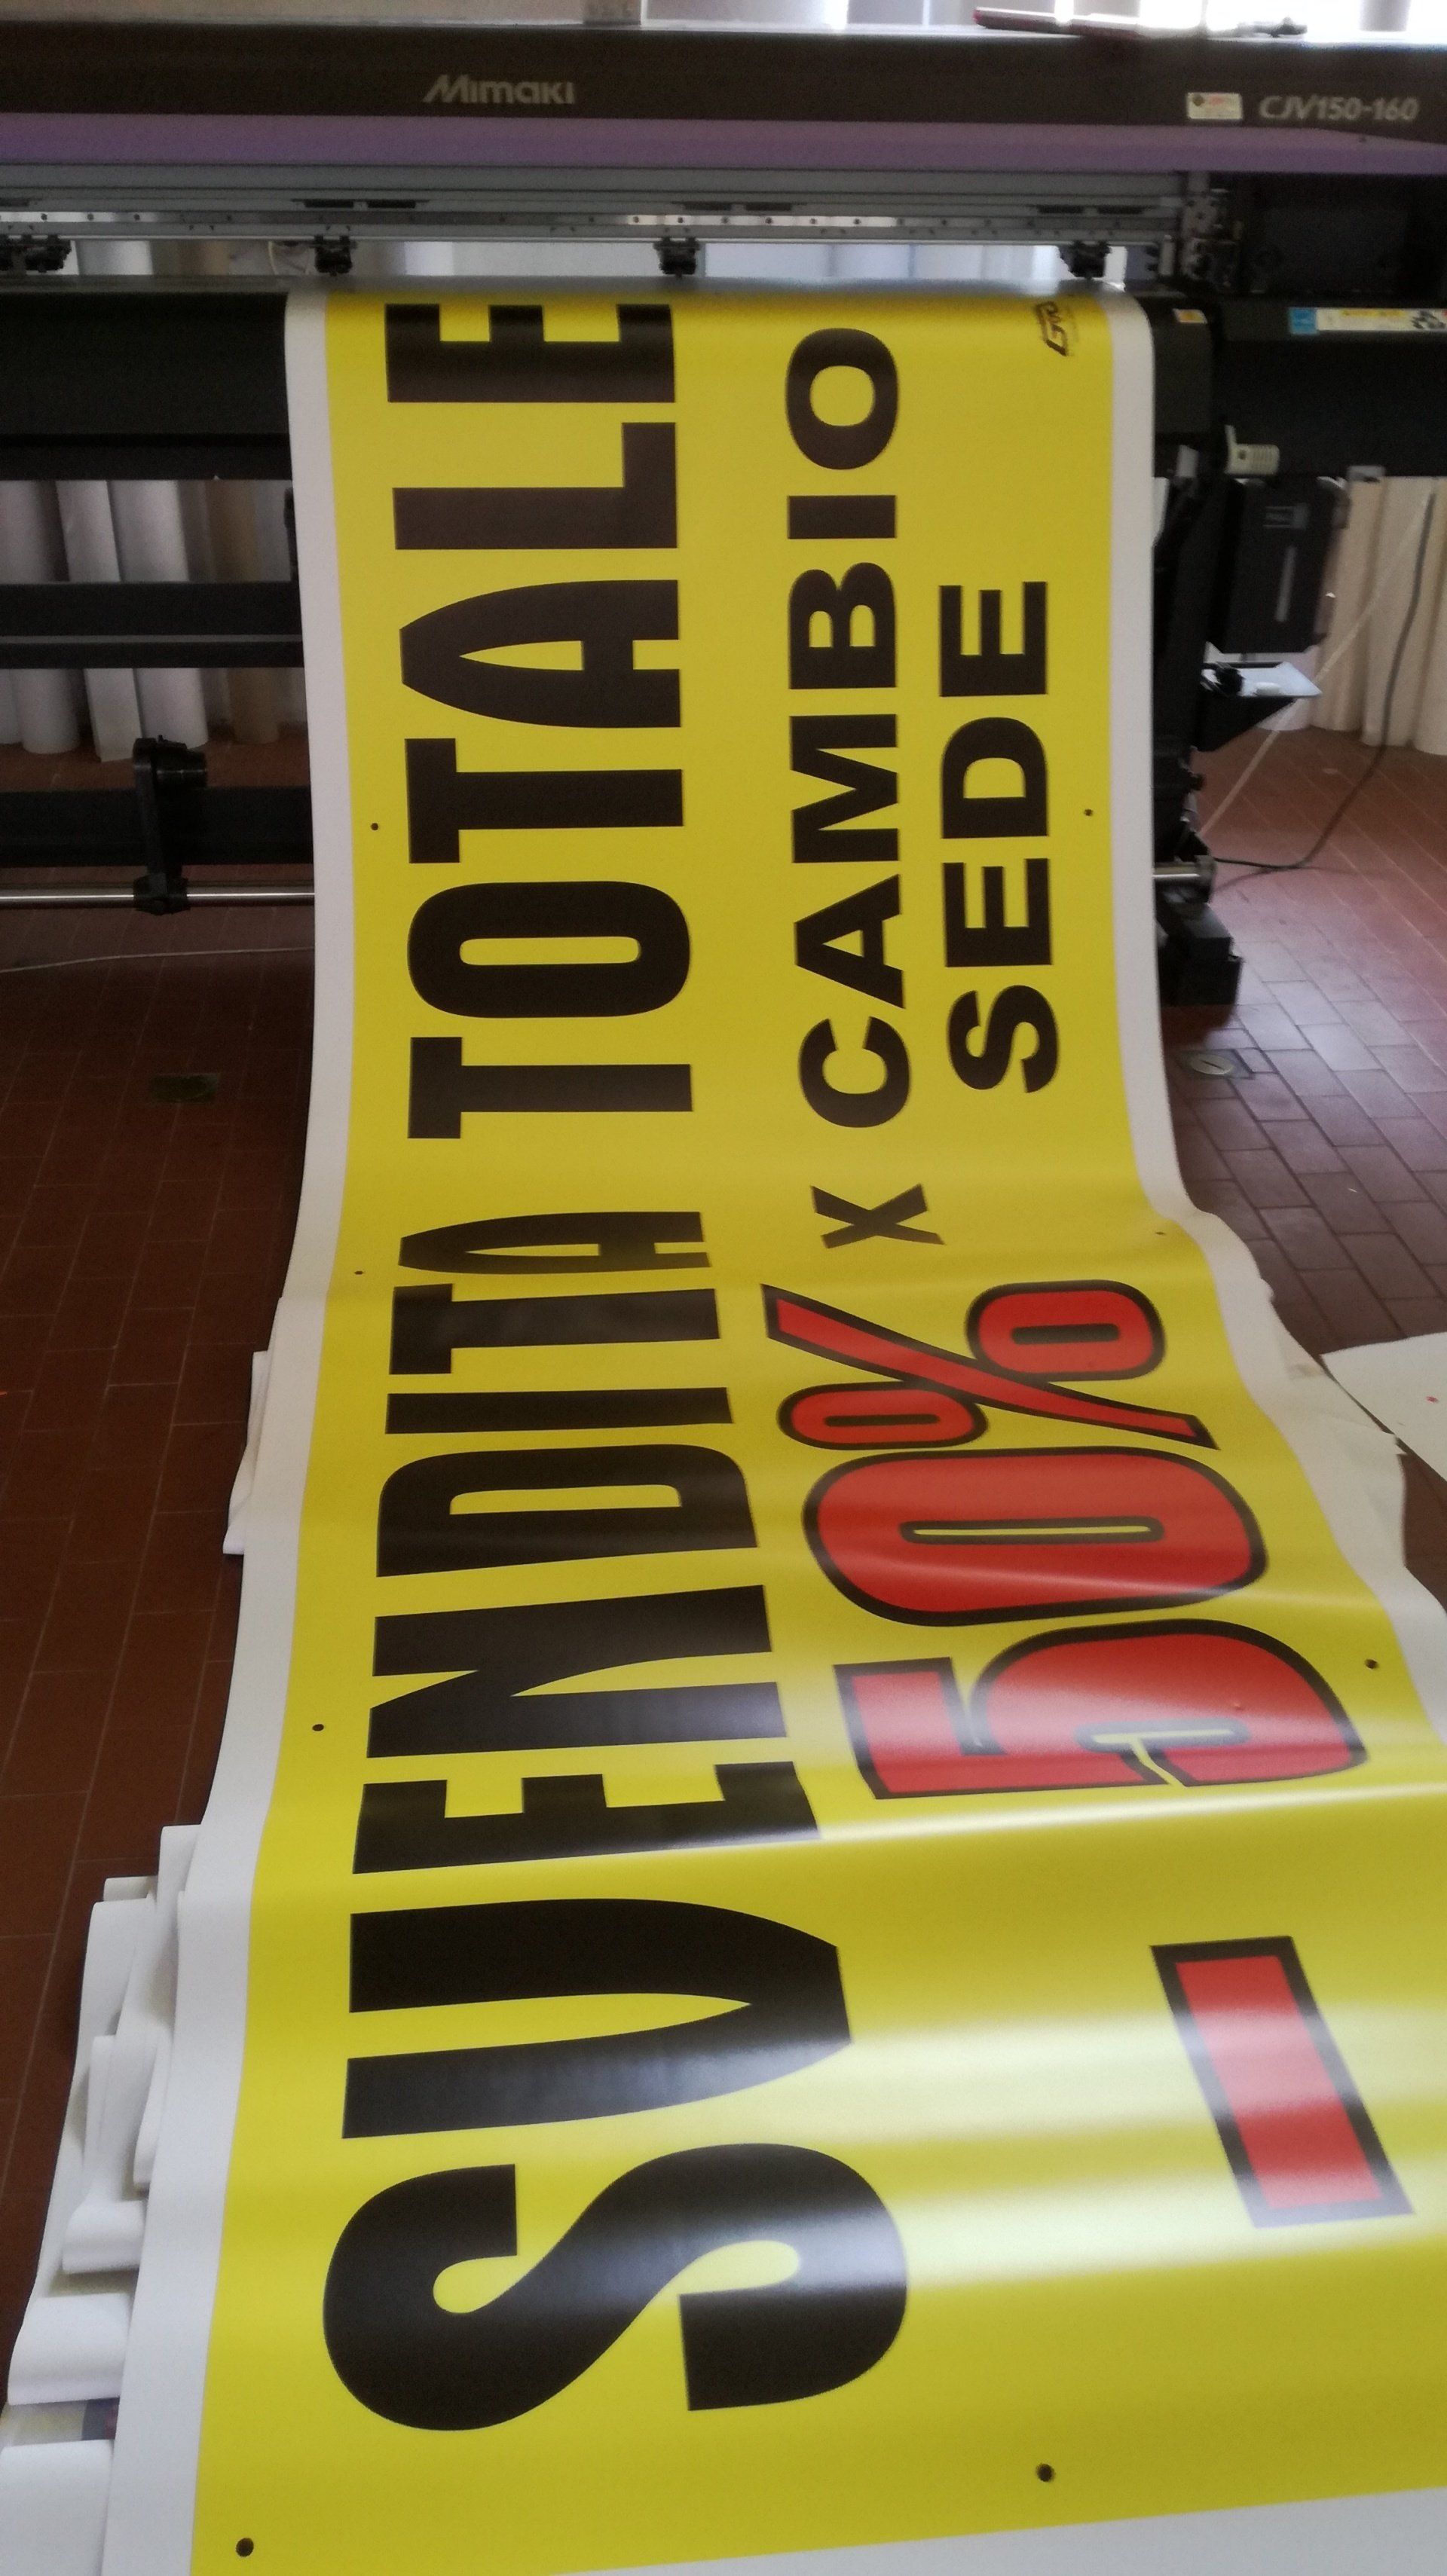 Mimaki
CJV150-160
SVENDITA TOTALE
-50% x CAMBIO
SEDE